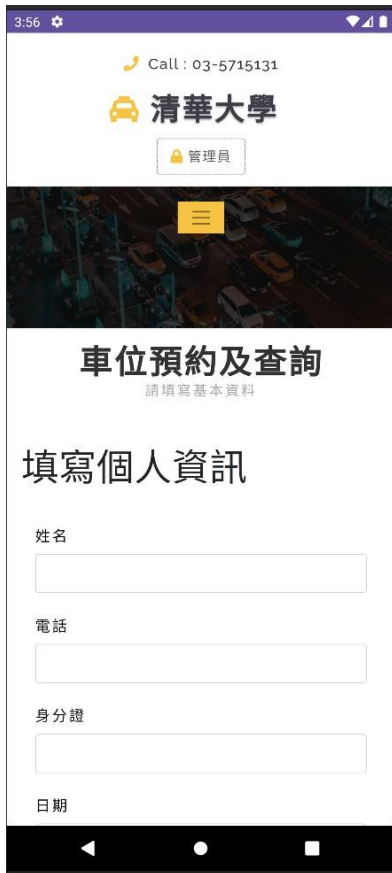 3:56
Call : 03-5715131
清華大學
管理員
車位預約及查詢
請填寫基本資料
填寫個人資訊
姓名
電話
身分證
日期